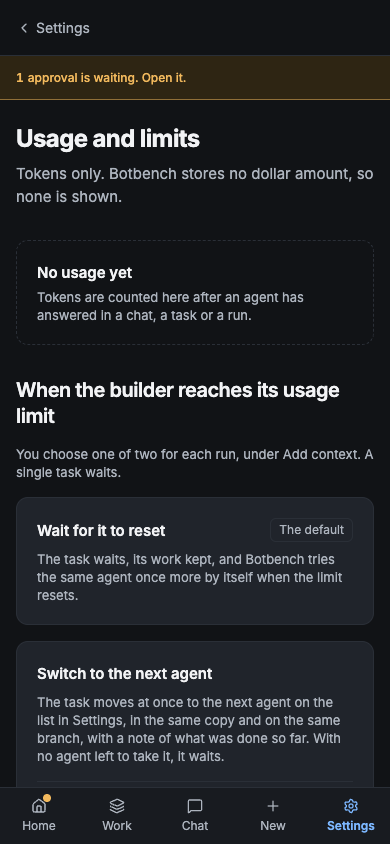 Settings
1 approval is waiting. Open it.
Usage and limits
Tokens only. Botbench stores no dollar amount, so
none is shown.
No usage yet
Tokens are counted here after an agent has
answered in a chat, a task or a run.
When the builder reaches its usage
limit
You choose one of two for each run, under Add context. A
single task waits.
Wait for it to reset
The default
The task waits, its work kept, and Botbench tries
the same agent once more by itself when the limit
resets.
Switch to the next agent
The task moves at once to the next agent on the
list in Settings, in the same copy and on the same
branch, with a note of what was done so far. With
no agent left to take it, it waits.
Home
Work
Chat
New
Settings